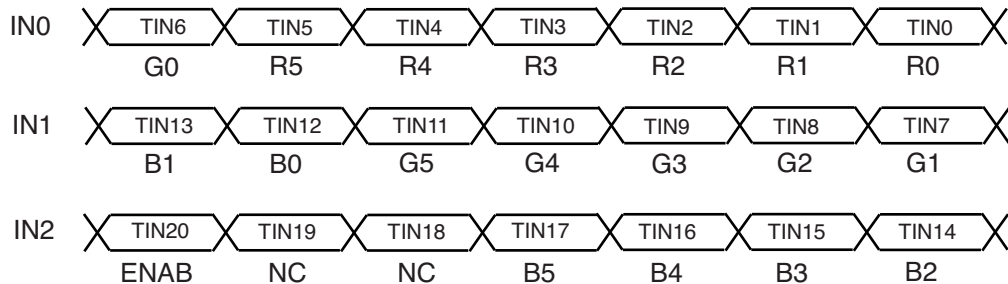 IN0 TIN6 TIN5 TIN4 TIN3 TIN2 TIN1 TIN0
G0 R5 R4 R3 R2 R1 R0
IN1 TIN13 TIN12 TIN11 TIN10 TIN9 TIN8 TIN7
B1 B0 G5 G4 G3 G2 G1
IN2 TIN20 TIN19 TIN18 TIN17 TIN16 TIN15 TIN14
ENAB NC NC B5 B4 B3 B2